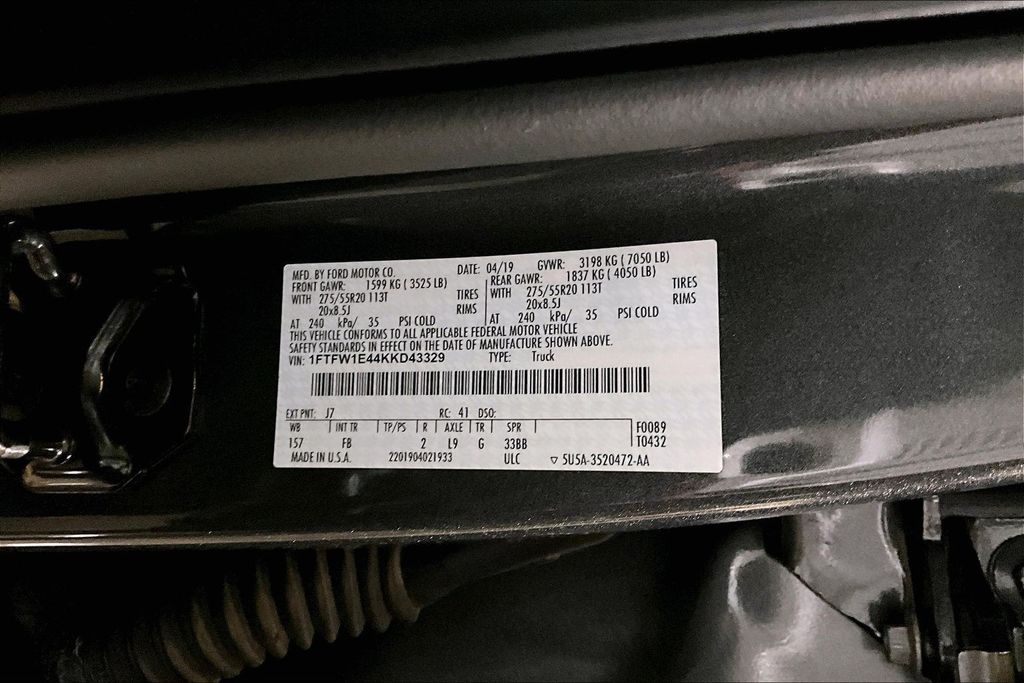 MFD. BY FORD MOTOR CO. DATE: 04/19 GVWR: 3198 KG ( 7050 LB)
FRONT GAWR: 1599 KG ( 3525 LB) REAR GAWR: 1837 KG ( 4050 LB)
WITH 275/55R20 113T TIRES WITH 275/55R20 113T TIRES
20x8.5J RIMS 20x8.5J RIMS
AT 240 kPa/ 35 PSI COLD AT 240 kPa/ 35 PSI COLD
THIS VEHICLE CONFORMS TO ALL APPLICABLE FEDERAL MOTOR VEHICLE
SAFETY STANDARDS IN EFFECT ON THE DATE OF MANUFACTURE SHOWN ABOVE.
VIN: 1FTFW1E44KKD43329 TYPE: Truck
EXT PNT: J7 RC: 41 DSO:
WB INT TR TP/PS R AXLE TR SPR F0089
157 FB 2 L9 G 33BB T0432
MADE IN U.S.A. 2201904021933 ULC ▽ 5U5A-3520472-AA